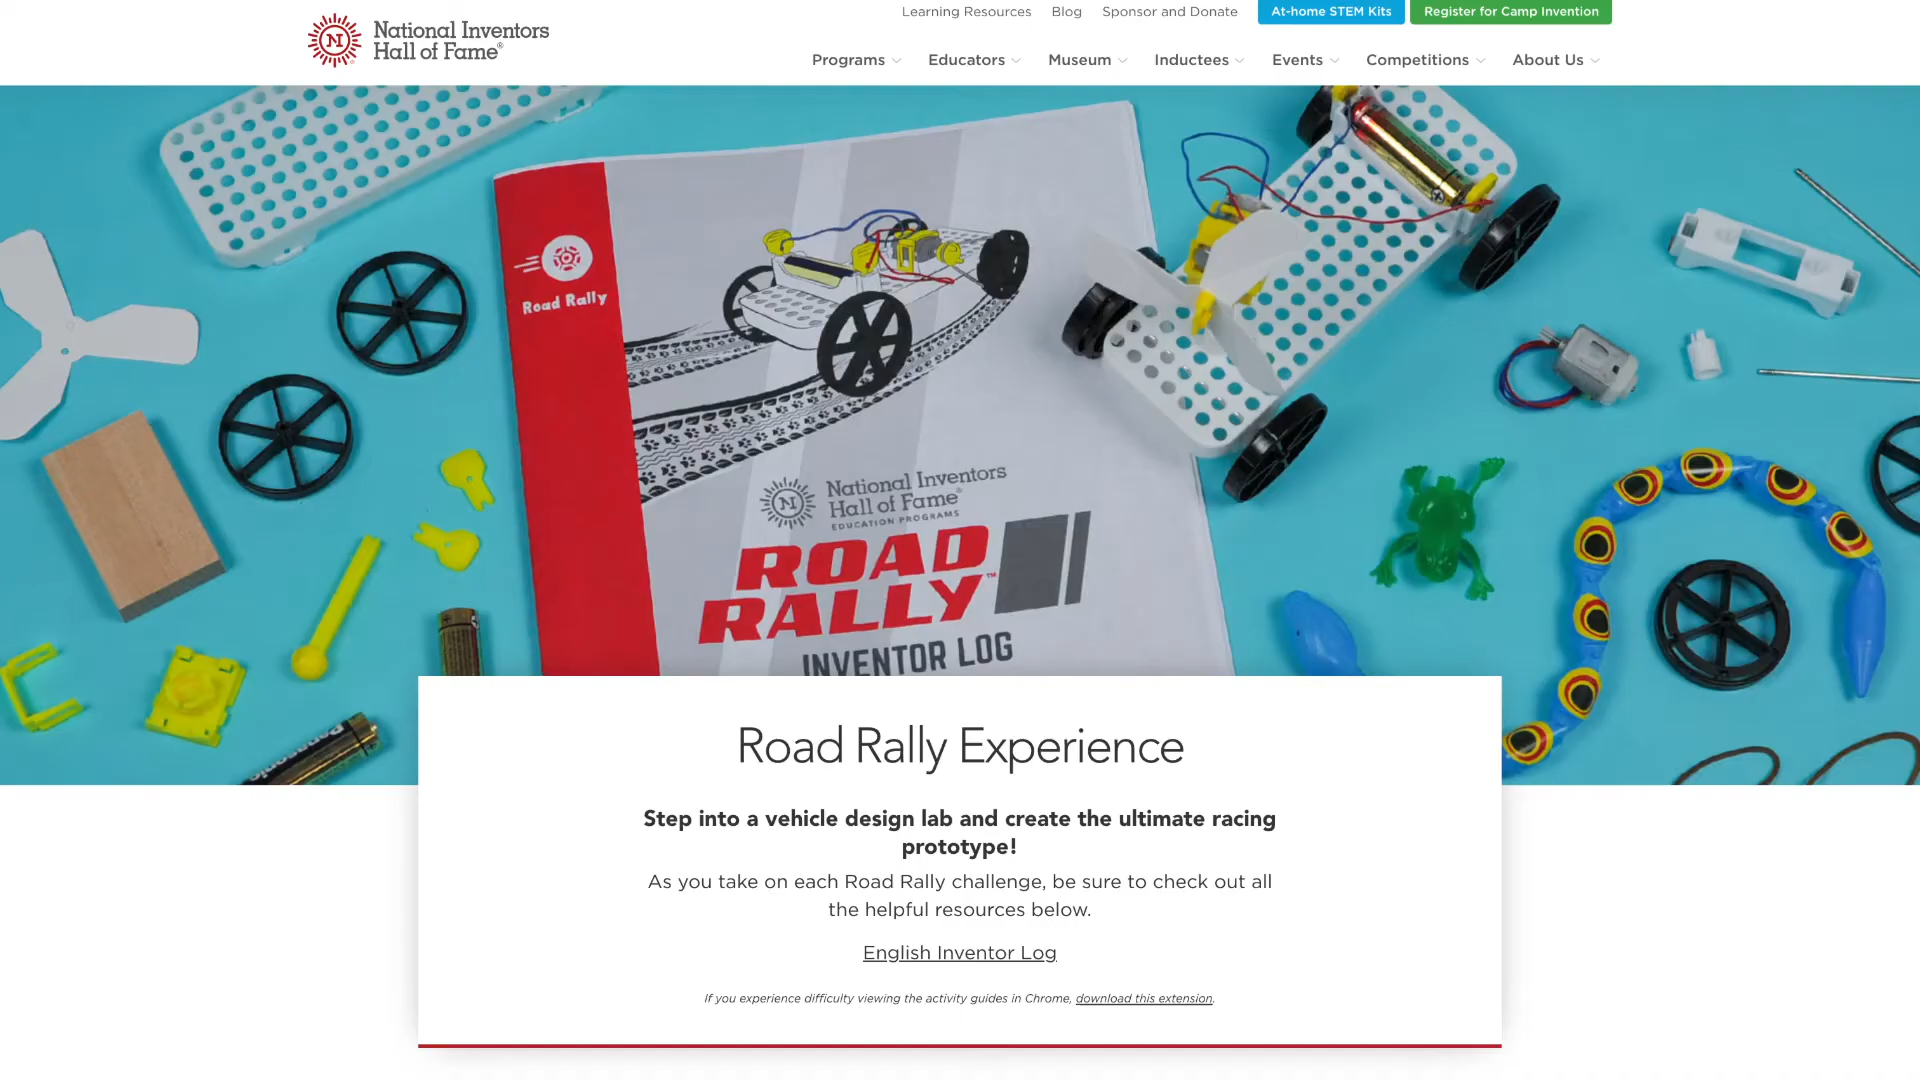 National Inventors
Hall of Fame®
Learning Resources
Blog
Sponsor and Donate
At-home STEM Kits
Register for Camp Invention
Programs
Educators
Museum
Inductees
Events
Competitions
About Us
Road Rally
N
National Inventors
Hall of Fame®
EDUCATION PROGRAMS
ROAD
RALLY™
INVENTOR LOG
Panasonic
Road Rally Experience
Step into a vehicle design lab and create the ultimate racing
prototype!
As you take on each Road Rally challenge, be sure to check out all
the helpful resources below.
English Inventor Log
If you experience difficulty viewing the activity guides in Chrome, download this extension.